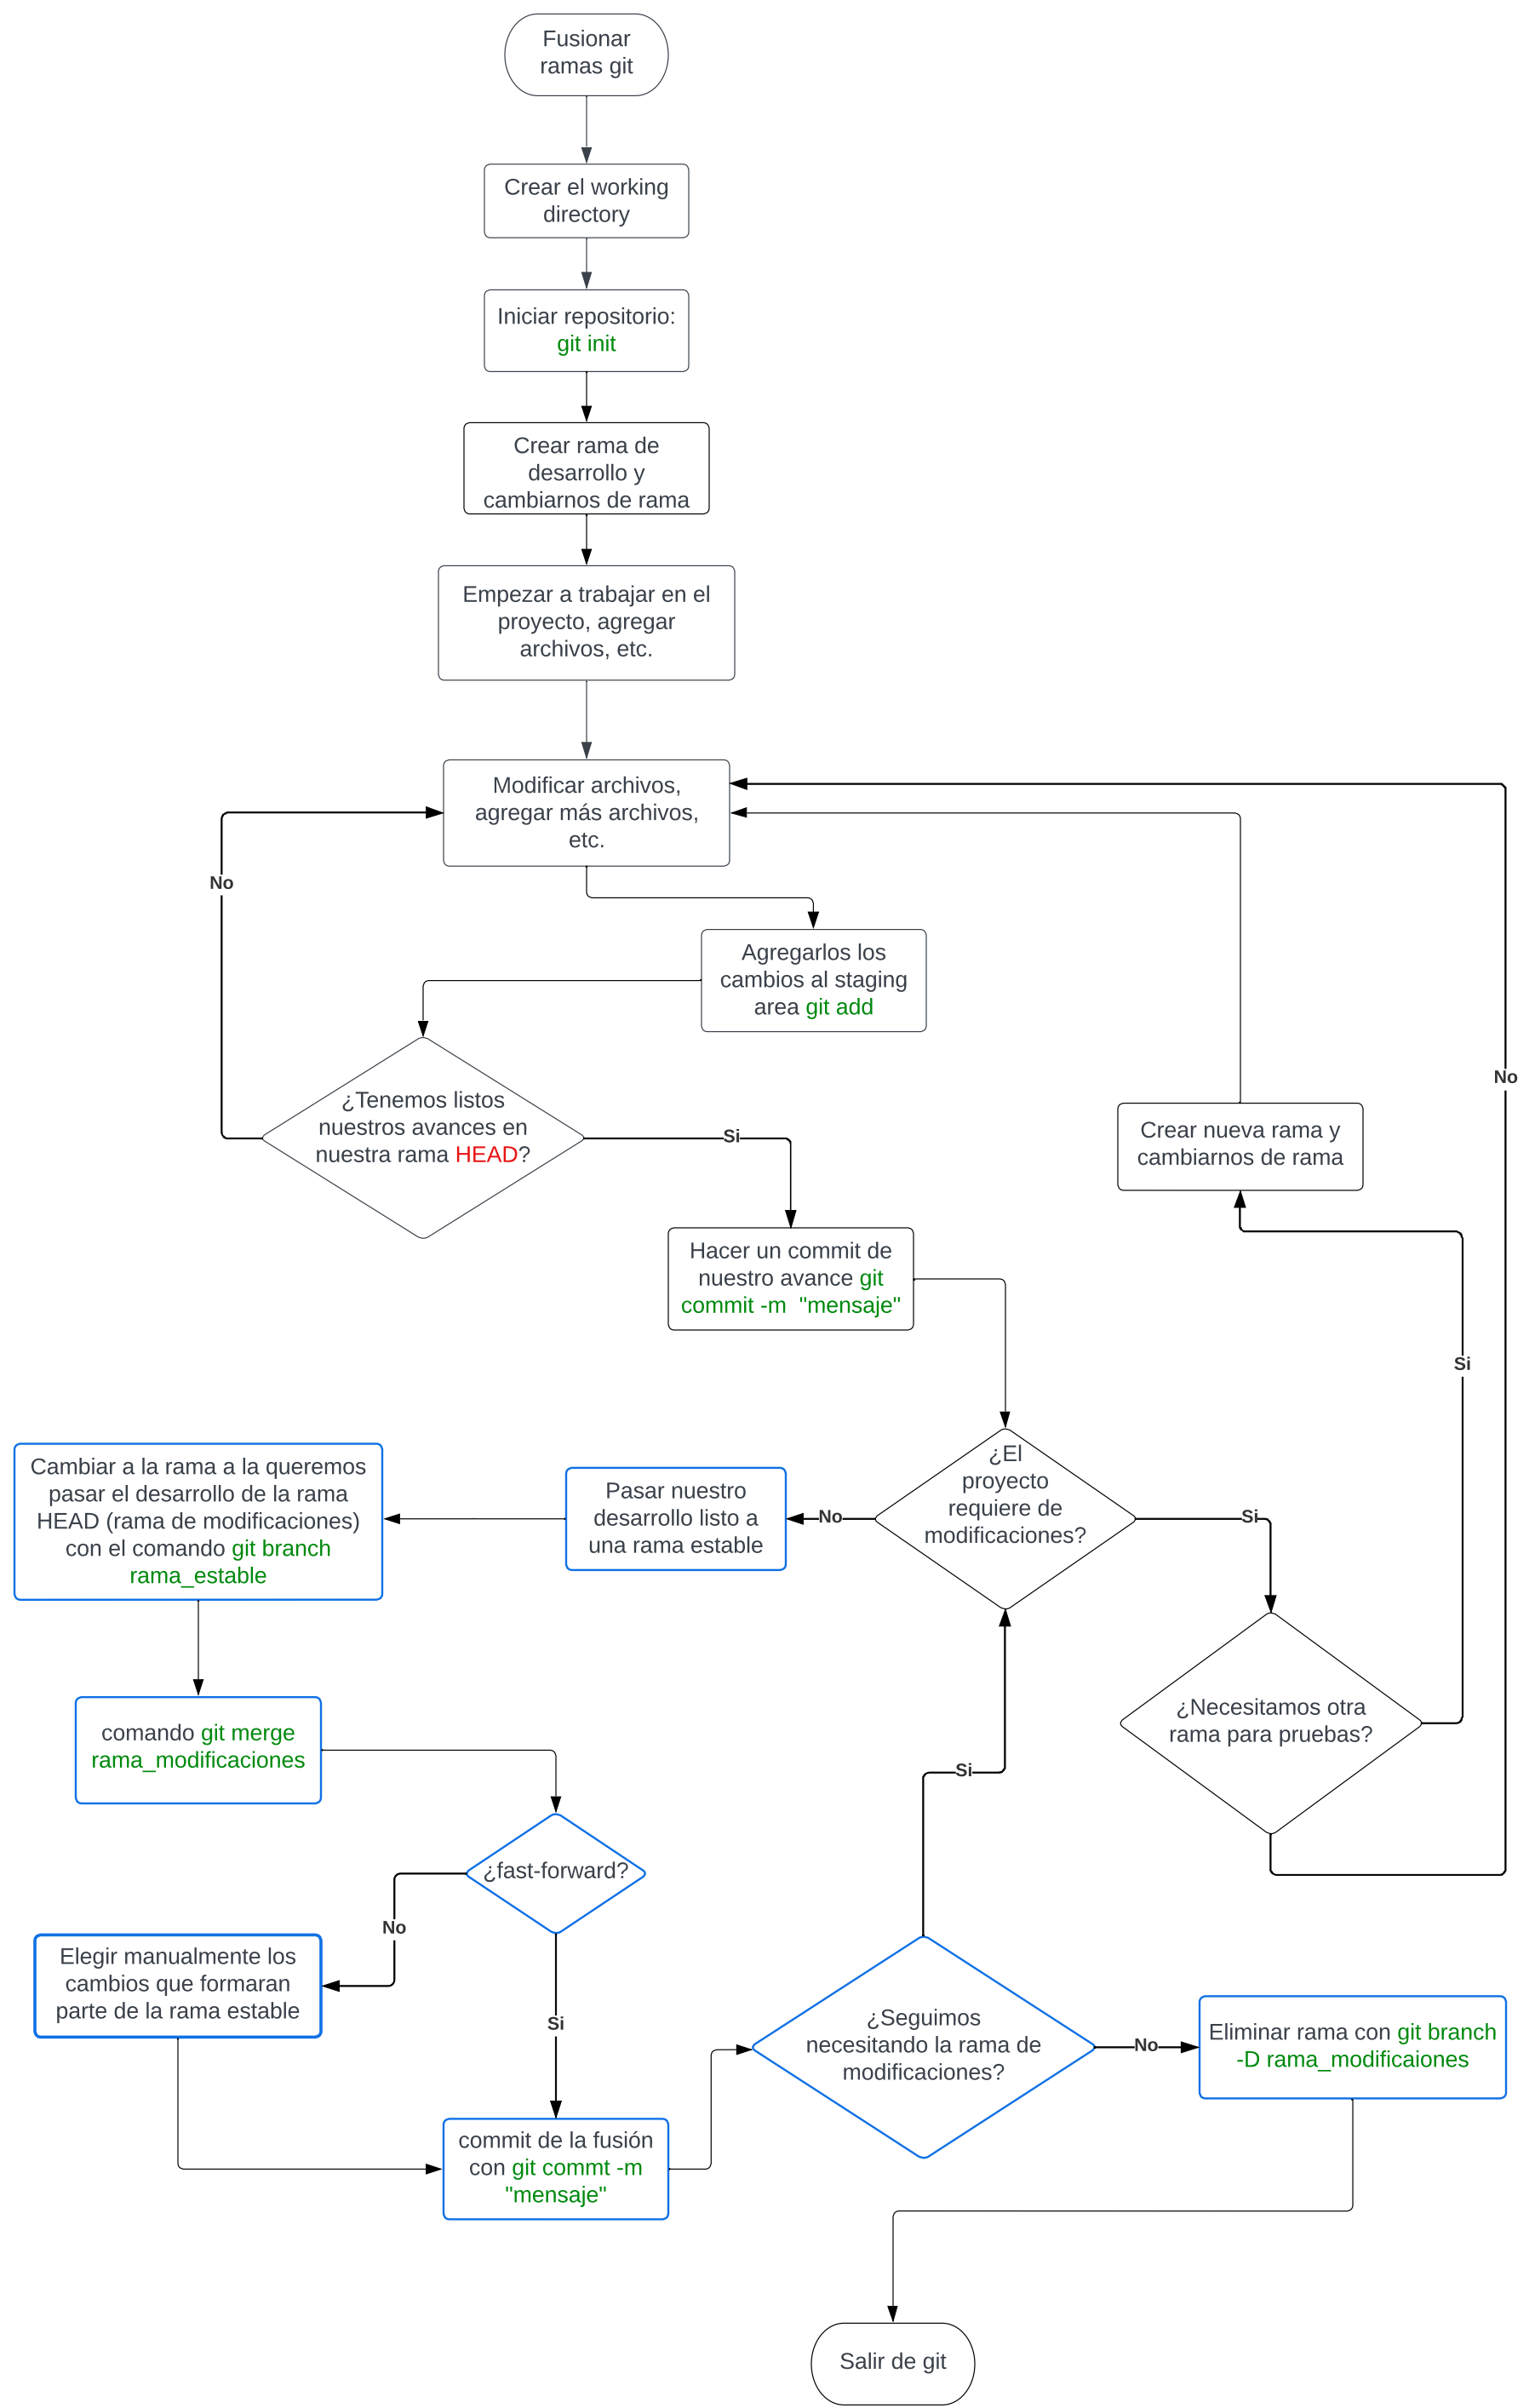 Fusionar
ramas git
Crear el working
directory
Iniciar repositorio:
git init
Crear rama de
desarrollo y
cambiarnos de rama
Empezar a trabajar en el
proyecto, agregar
archivos, etc.
Modificar archivos,
agregar más archivos,
etc.
No
Agregarlos los
cambios al staging
area git add
No
¿Tenemos listos
nuestros avances en
nuestra rama HEAD?
Si
Crear nueva rama y
cambiarnos de rama
Hacer un commit de
nuestro avance git
commit -m  "mensaje"
Si
¿El
proyecto
requiere de
modificaciones?
No
Si
Pasar nuestro
desarrollo listo a
una rama estable
Cambiar a la rama a la queremos
pasar el desarrollo de la rama
HEAD (rama de modificaciones)
con el comando git branch
rama_estable
¿Necesitamos otra
rama para pruebas?
comando git merge
rama_modificaciones
Si
¿fast-forward?
No
Elegir manualmente los
cambios que formaran
parte de la rama estable
Si
¿Seguimos
necesitando la rama de
modificaciones?
No
Eliminar rama con git branch
-D rama_modificaiones
commit de la fusión
con git commt -m
"mensaje"
Salir de git